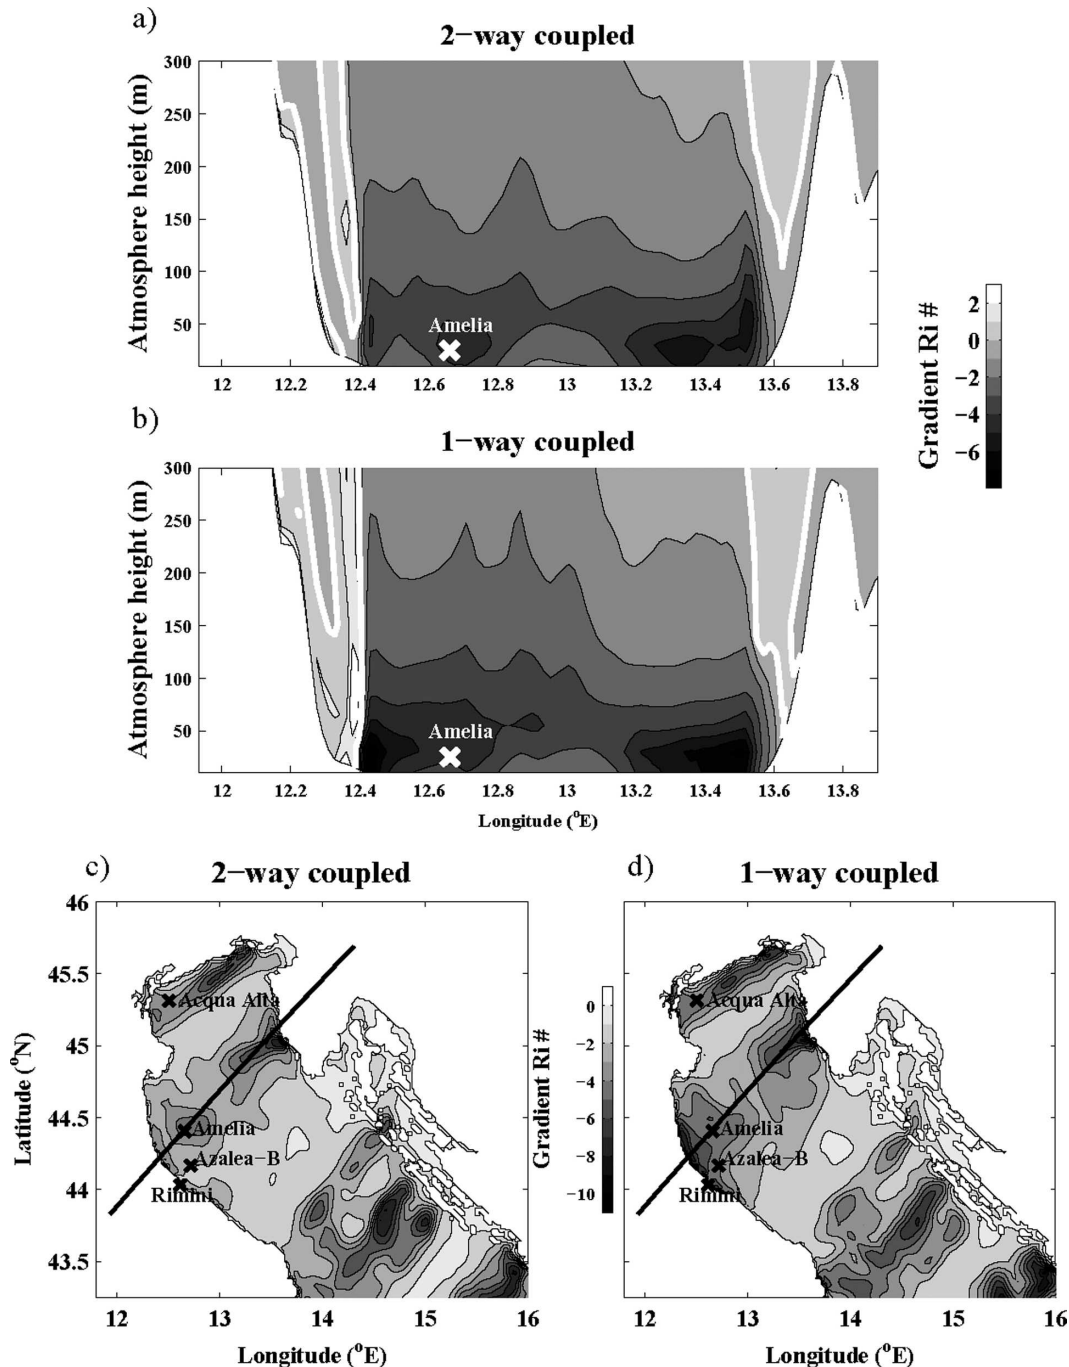 a)
2−way coupled
300
250
200
150
100
50
Atmosphere height (m)
Amelia
12 12.2 12.4 12.6 12.8 13 13.2 13.4 13.6 13.8
b)
1−way coupled
300
250
200
150
100
50
Atmosphere height (m)
Amelia
12 12.2 12.4 12.6 12.8 13 13.2 13.4 13.6 13.8
Longitude (°E)
2
0
−2
−4
−6
Gradient Ri #
c)
2−way coupled
46
45.5
45
44.5
44
43.5
Latitude (°N)
Acqua Alta
Amelia
Azalea−B
Rimini
12 13 14 15 16
Longitude (°E)
0
−2
−4
−6
−8
−10
Gradient Ri #
d)
1−way coupled
Acqua Alta
Amelia
Azalea−B
Rimini
12 13 14 15 16
Longitude (°E)